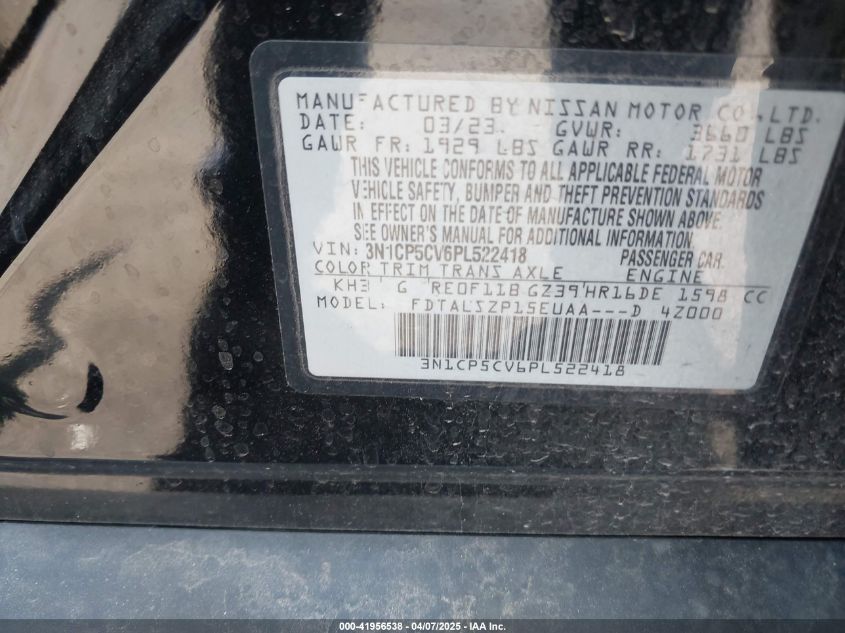 MANUFACTURED BY NISSAN MOTOR CO., LTD.
DATE: 03/23. GVWR: 3660 LBS
GAWR FR: 1929 LBS GAWR RR: 1731 LBS
THIS VEHICLE CONFORMS TO ALL APPLICABLE FEDERAL MOTOR
VEHICLE SAFETY, BUMPER AND THEFT PREVENTION STANDARDS
IN EFFECT ON THE DATE OF MANUFACTURE SHOWN ABOVE.
SEE OWNER'S MANUAL FOR ADDITIONAL INFORMATION.
VIN: 3N1CP5CV6PL522418 PASSENGER CAR.
COLOR TRIM TRANS AXLE ENGINE
KH3 G RE0F11B GZ39 HR16DE 1598 CC
MODEL: FDTALSZP15EUAA---D 4Z000
3N1CP5CV6PL522418
000-41956538 | 04/07/2025 - IAA Inc.